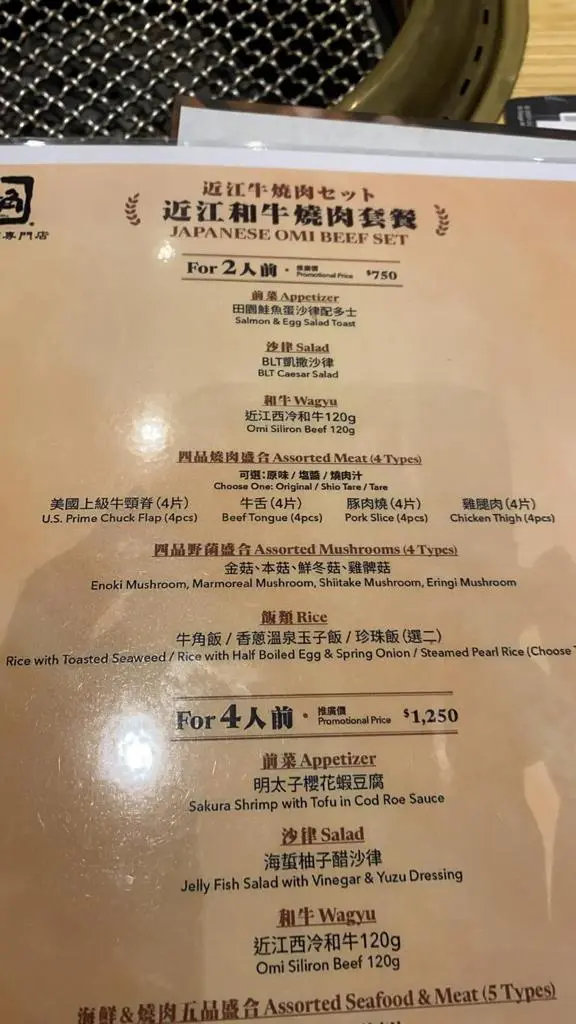 角
專門店
近江牛燒肉セット
近江和牛燒肉套餐
JAPANESE OMI BEEF SET
For 2人前・推廣價 Promotional Price $750
前菜 Appetizer
田園鮭魚蛋沙律配多士
Salmon & Egg Salad Toast
沙律 Salad
BLT凱撒沙律
BLT Caesar Salad
和牛 Wagyu
近江西冷和牛120g
Omi Siliron Beef 120g
四品燒肉盛合 Assorted Meat (4 Types)
可選:原味 / 塩醬 / 燒肉汁
Choose One: Original / Shio Tare / Tare
美國上級牛頸脊 (4片) 牛舌 (4片) 豚肉燒 (4片) 雞腿肉 (4片)
U.S. Prime Chuck Flap (4pcs) Beef Tongue (4pcs) Pork Slice (4pcs) Chicken Thigh (4pcs)
四品野菌盛合 Assorted Mushrooms (4 Types)
金菇、本菇、鮮冬菇、雞髀菇
Enoki Mushroom, Marmoreal Mushroom, Shiitake Mushroom, Eringi Mushroom
飯類 Rice
牛角飯 / 香蔥溫泉玉子飯 / 珍珠飯 (選二)
Rice with Toasted Seaweed / Rice with Half Boiled Egg & Spring Onion / Steamed Pearl Rice (Choose
For 4人前・推廣價 Promotional Price $1,250
前菜 Appetizer
明太子櫻花蝦豆腐
Sakura Shrimp with Tofu in Cod Roe Sauce
沙律 Salad
海蜇柚子醋沙律
Jelly Fish Salad with Vinegar & Yuzu Dressing
和牛 Wagyu
近江西冷和牛120g
Omi Siliron Beef 120g
海鮮&燒肉五品盛合 Assorted Seafood & Meat (5 Types)